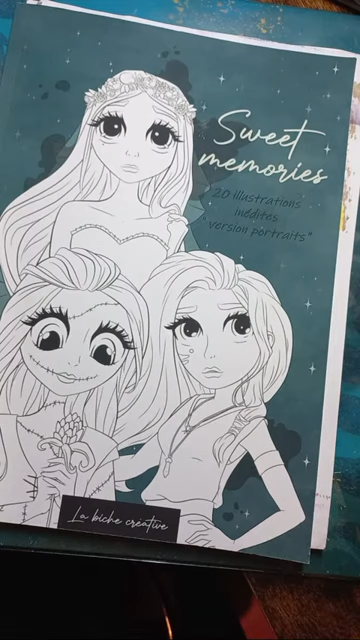 Sweet
memories
20 illustrations
inédites
"version portraits"
La biche créative